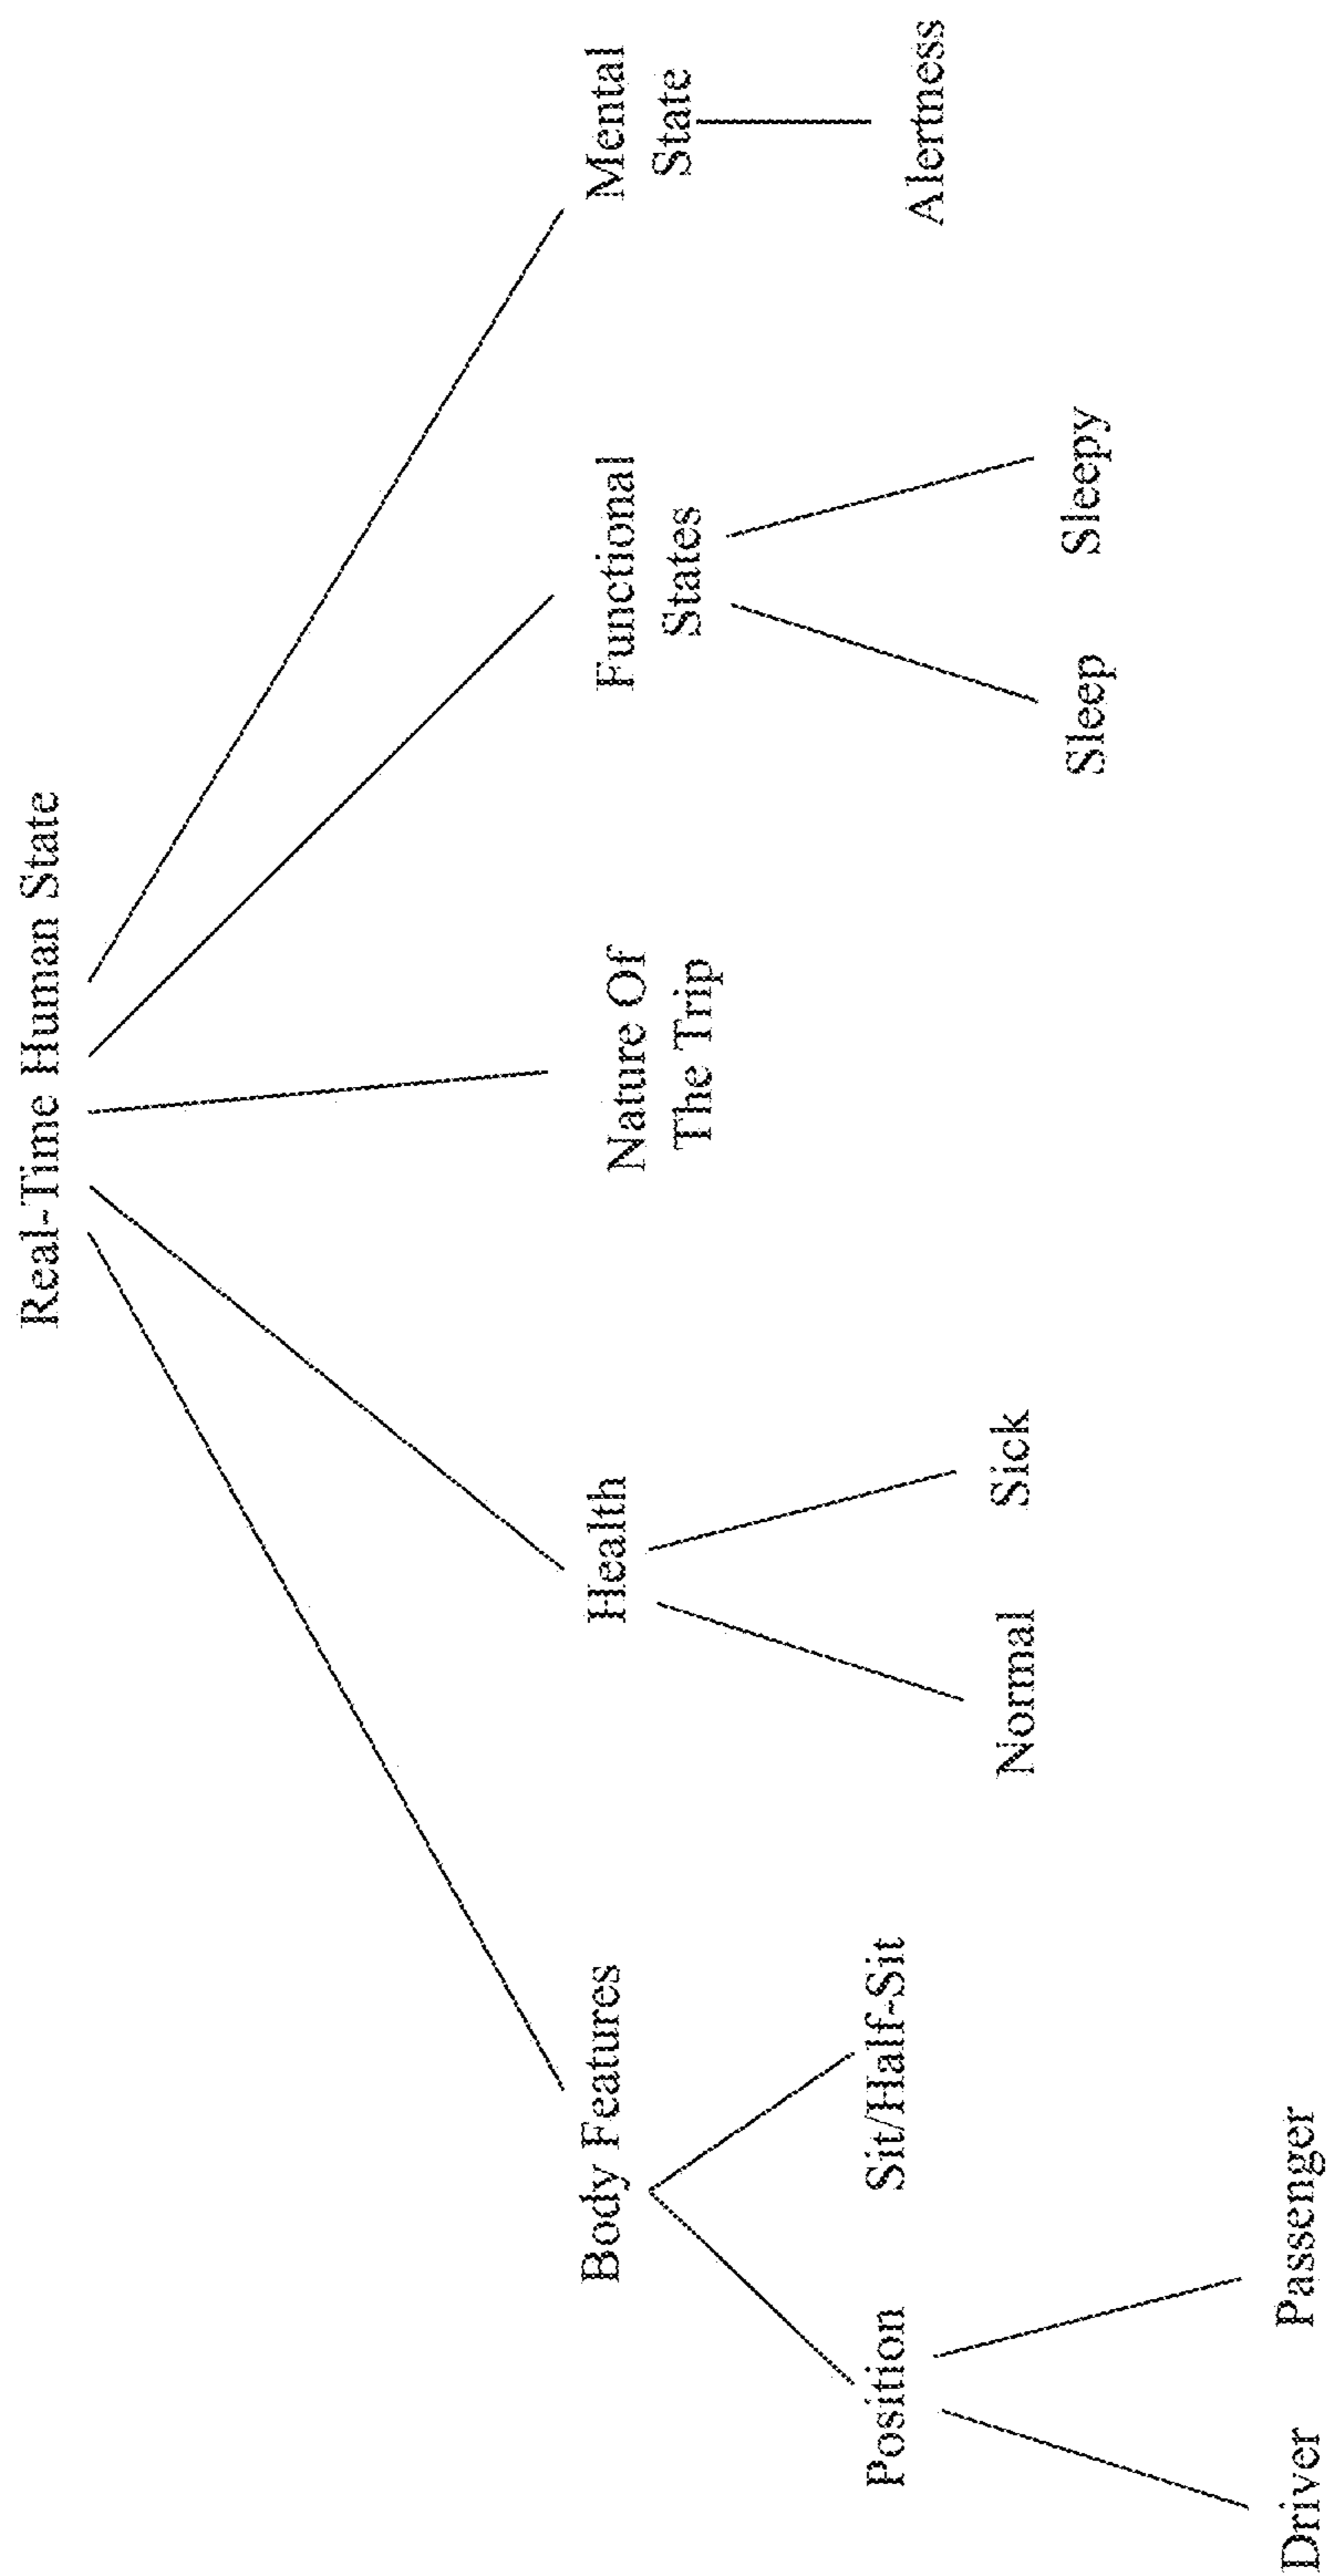 Real-Time Human State
Body Features
Health
Nature Of
The Trip
Functional
States
Mental
State
Position
Sit/Half-Sit
Normal
Sick
Sleep
Sleepy
Alertness
Driver
Passenger